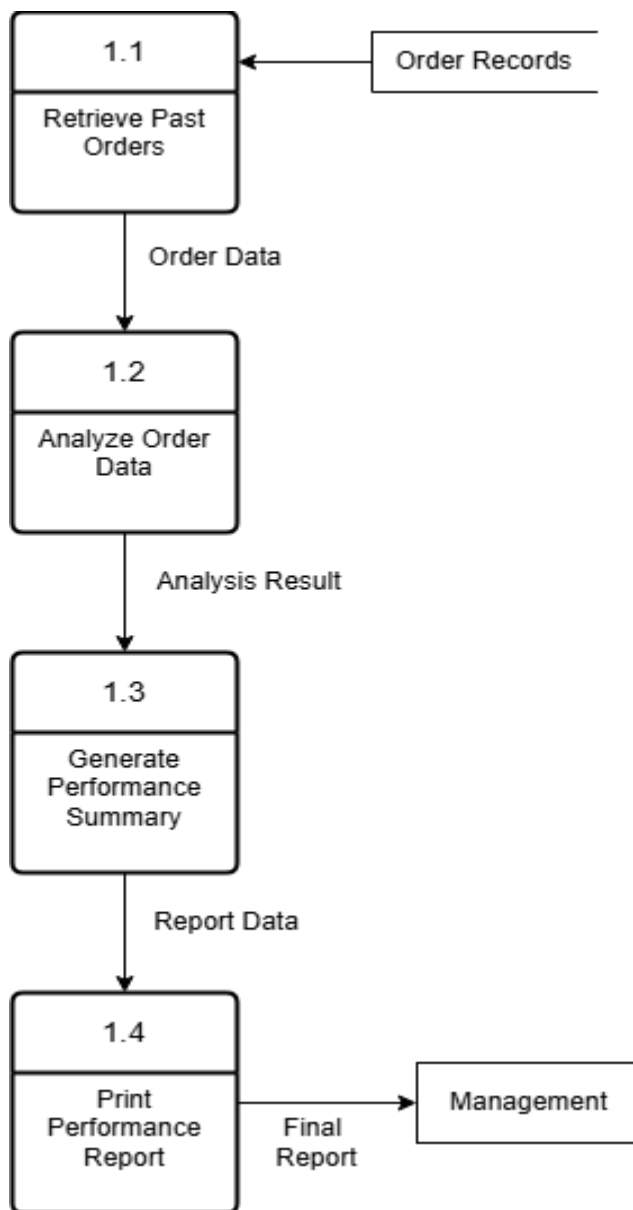 1.1
Order Records
Retrieve Past
Orders
Order Data
1.2
Analyze Order
Data
Analysis Result
1.3
Generate
Performance
Summary
Report Data
1.4
Print
Performance
Report
Final
Report
Management